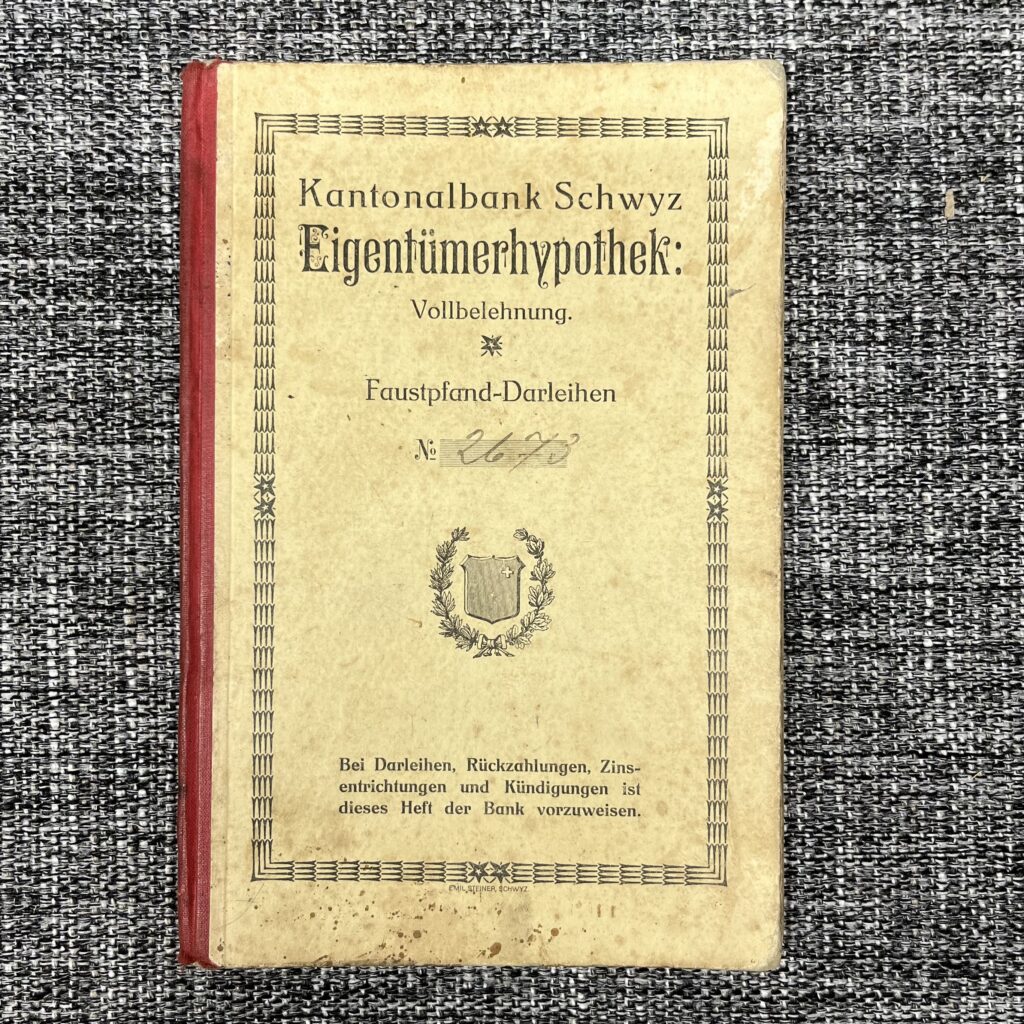 Kantonalbank Schwyz
Eigentümerhypothek:
Vollbelehnung.
Faustpfand-Darleihen
№ 2673
Bei Darleihen, Rückzahlungen, Zins-
entrichtungen und Kündigungen ist
dieses Heft der Bank vorzuweisen.
EMIL STEINER, SCHWYZ.